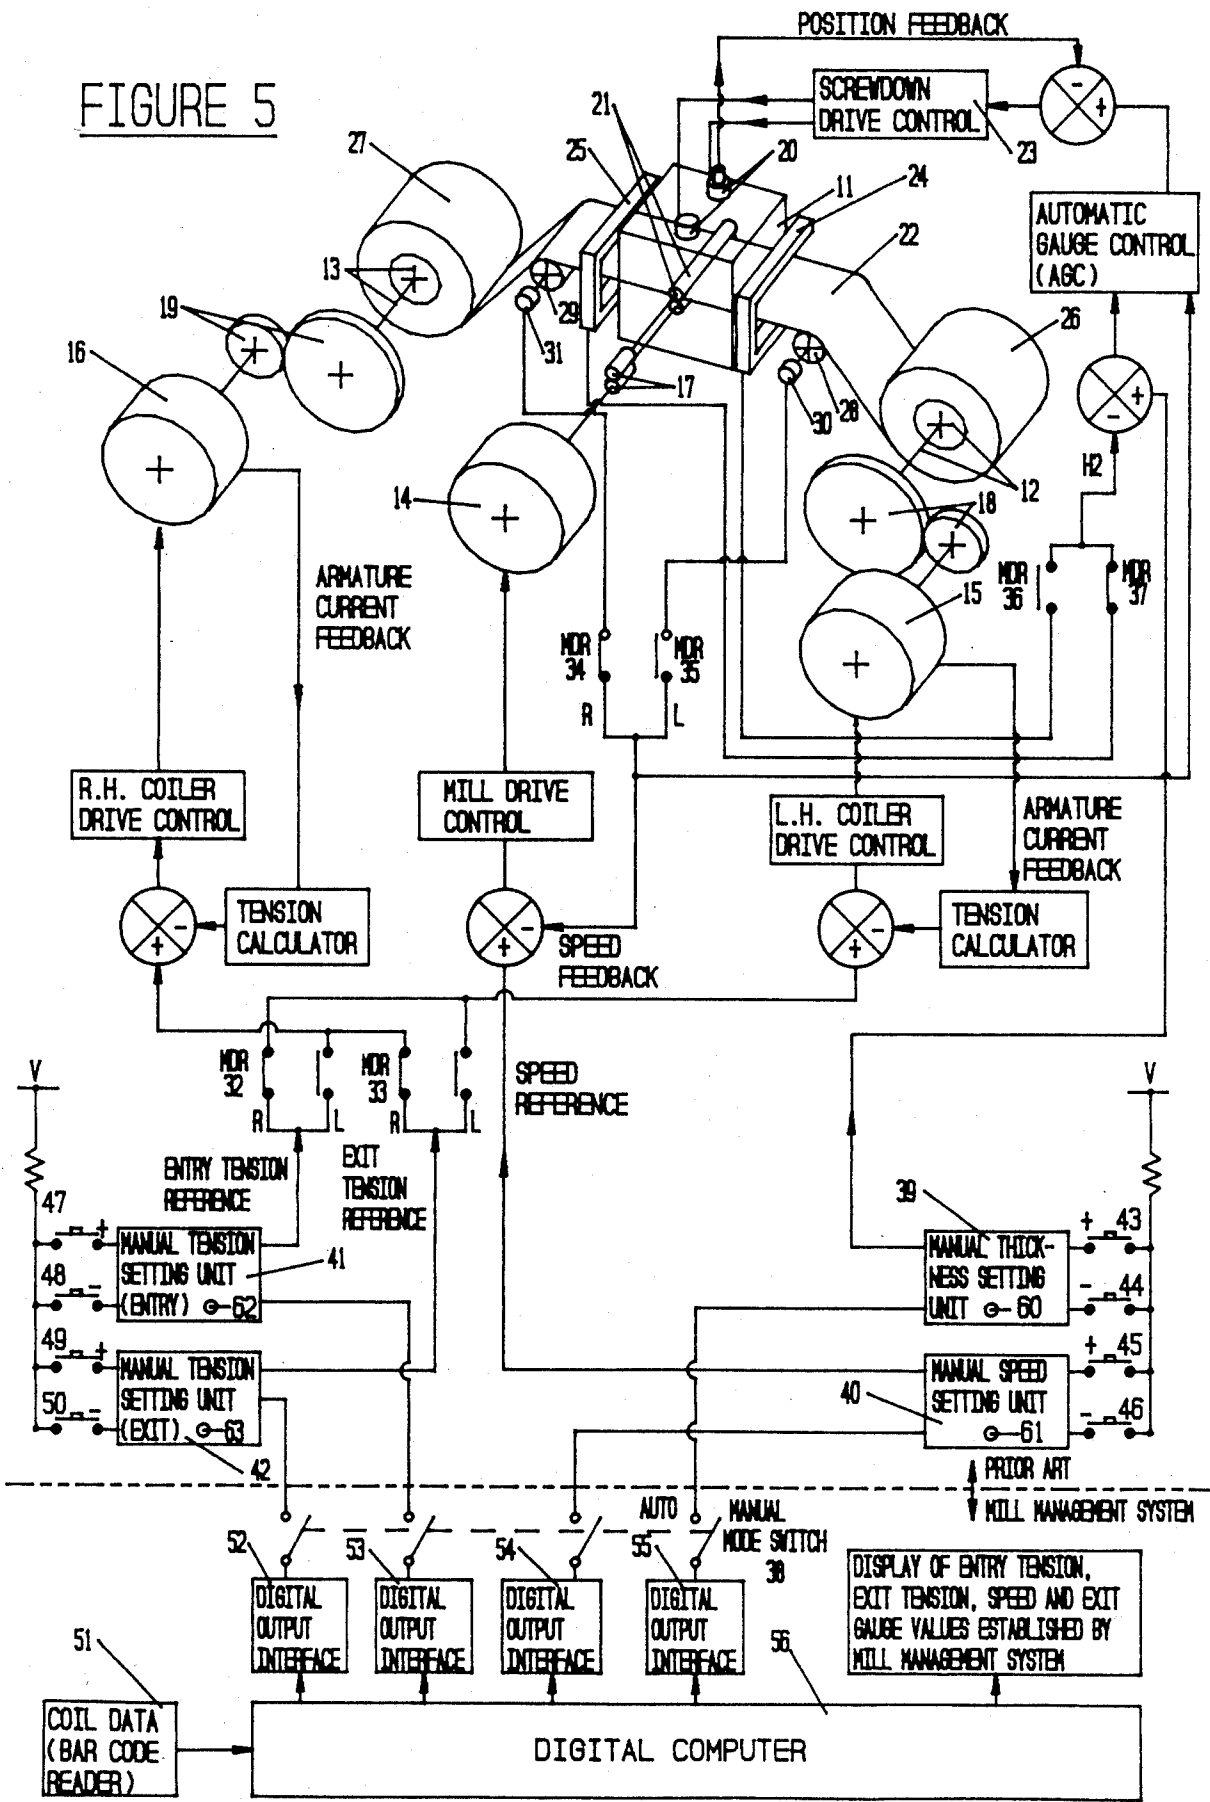 FIGURE 5
POSITION FEEDBACK
SCREWDOWN
DRIVE CONTROL
-
+
23
27
25
21
20
11
24
22
AUTOMATIC
GAUGE CONTROL
(AGC)
13
19
16
29
31
17
30
28
26
+
-
H2
12
18
14
15
ARMATURE
CURRENT
FEEDBACK
MDR
34
MDR
35
R
L
MDR
36
MDR
37
R.H. COILER
DRIVE CONTROL
MILL DRIVE
CONTROL
L.H. COILER
DRIVE CONTROL
ARMATURE
CURRENT
FEEDBACK
-
+
TENSION
CALCULATOR
-
+
SPEED
FEEDBACK
-
+
TENSION
CALCULATOR
MDR
32
R
L
MDR
33
R
L
SPEED
REFERENCE
V
V
ENTRY TENSION
REFERENCE
EXIT
TENSION
REFERENCE
47
+
48
-
MANUAL TENSION
SETTING UNIT
(ENTRY)
62
41
49
+
50
-
MANUAL TENSION
SETTING UNIT
(EXIT)
63
42
39
MANUAL THICK-
NESS SETTING
UNIT
60
+
43
-
44
MANUAL SPEED
SETTING UNIT
61
40
+
45
-
46
PRIOR ART
MILL MANAGEMENT SYSTEM
AUTO
MANUAL
MODE SWITCH
38
52
53
54
55
DIGITAL
OUTPUT
INTERFACE
DIGITAL
OUTPUT
INTERFACE
DIGITAL
OUTPUT
INTERFACE
DIGITAL
OUTPUT
INTERFACE
DISPLAY OF ENTRY TENSION,
EXIT TENSION, SPEED AND EXIT
GAUGE VALUES ESTABLISHED BY
MILL MANAGEMENT SYSTEM
51
56
COIL DATA
(BAR CODE
READER)
DIGITAL COMPUTER